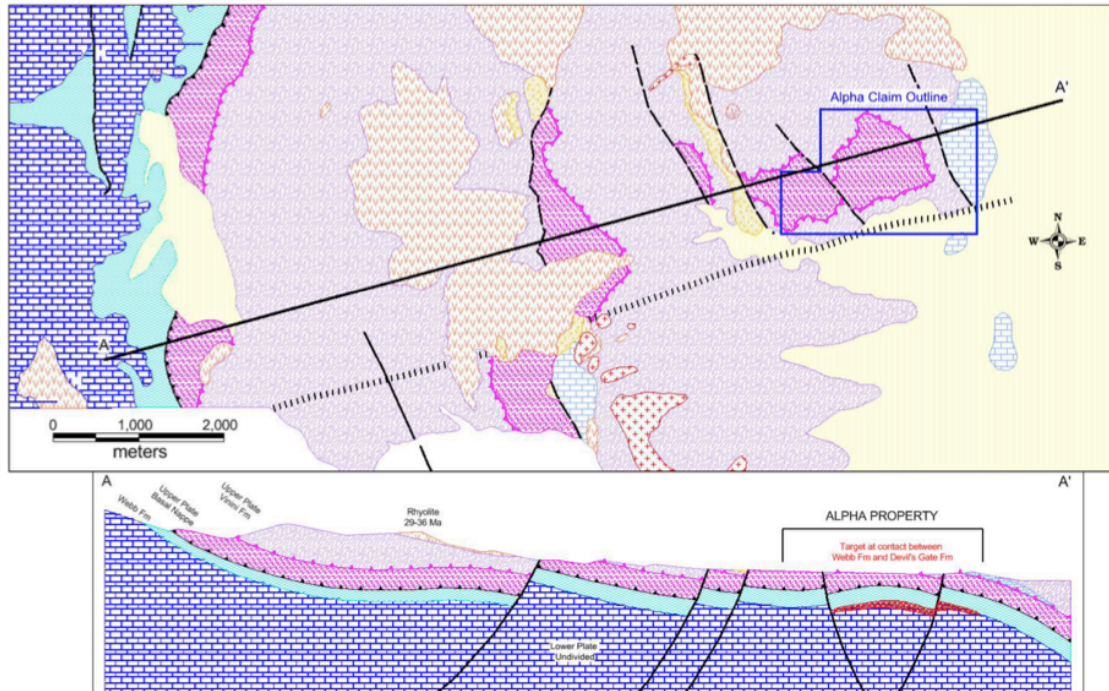 Alpha Claim Outline
A'
N
W E
S
A
0 1,000 2,000
meters
A
A'
Webb Fm
Upper Plate
Basal Nappe
Upper Plate
Vinini Fm
Rhyolite
29-36 Ma
ALPHA PROPERTY
Target at contact between
Webb Fm and Devil's Gate Fm
Lower Plate
Undivided